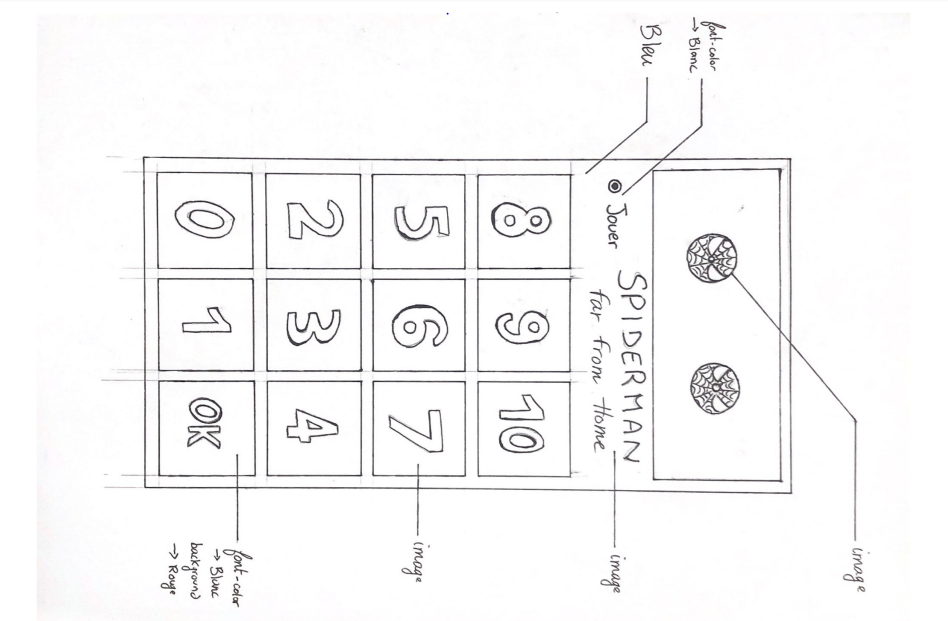 font-color
→ Blanc
Bleu
Jouer
SPIDERMAN
far from Home
8
9
10
5
6
7
2
3
4
0
1
OK
image
image
image
font-color
→ Blanc
background
→ Rouge